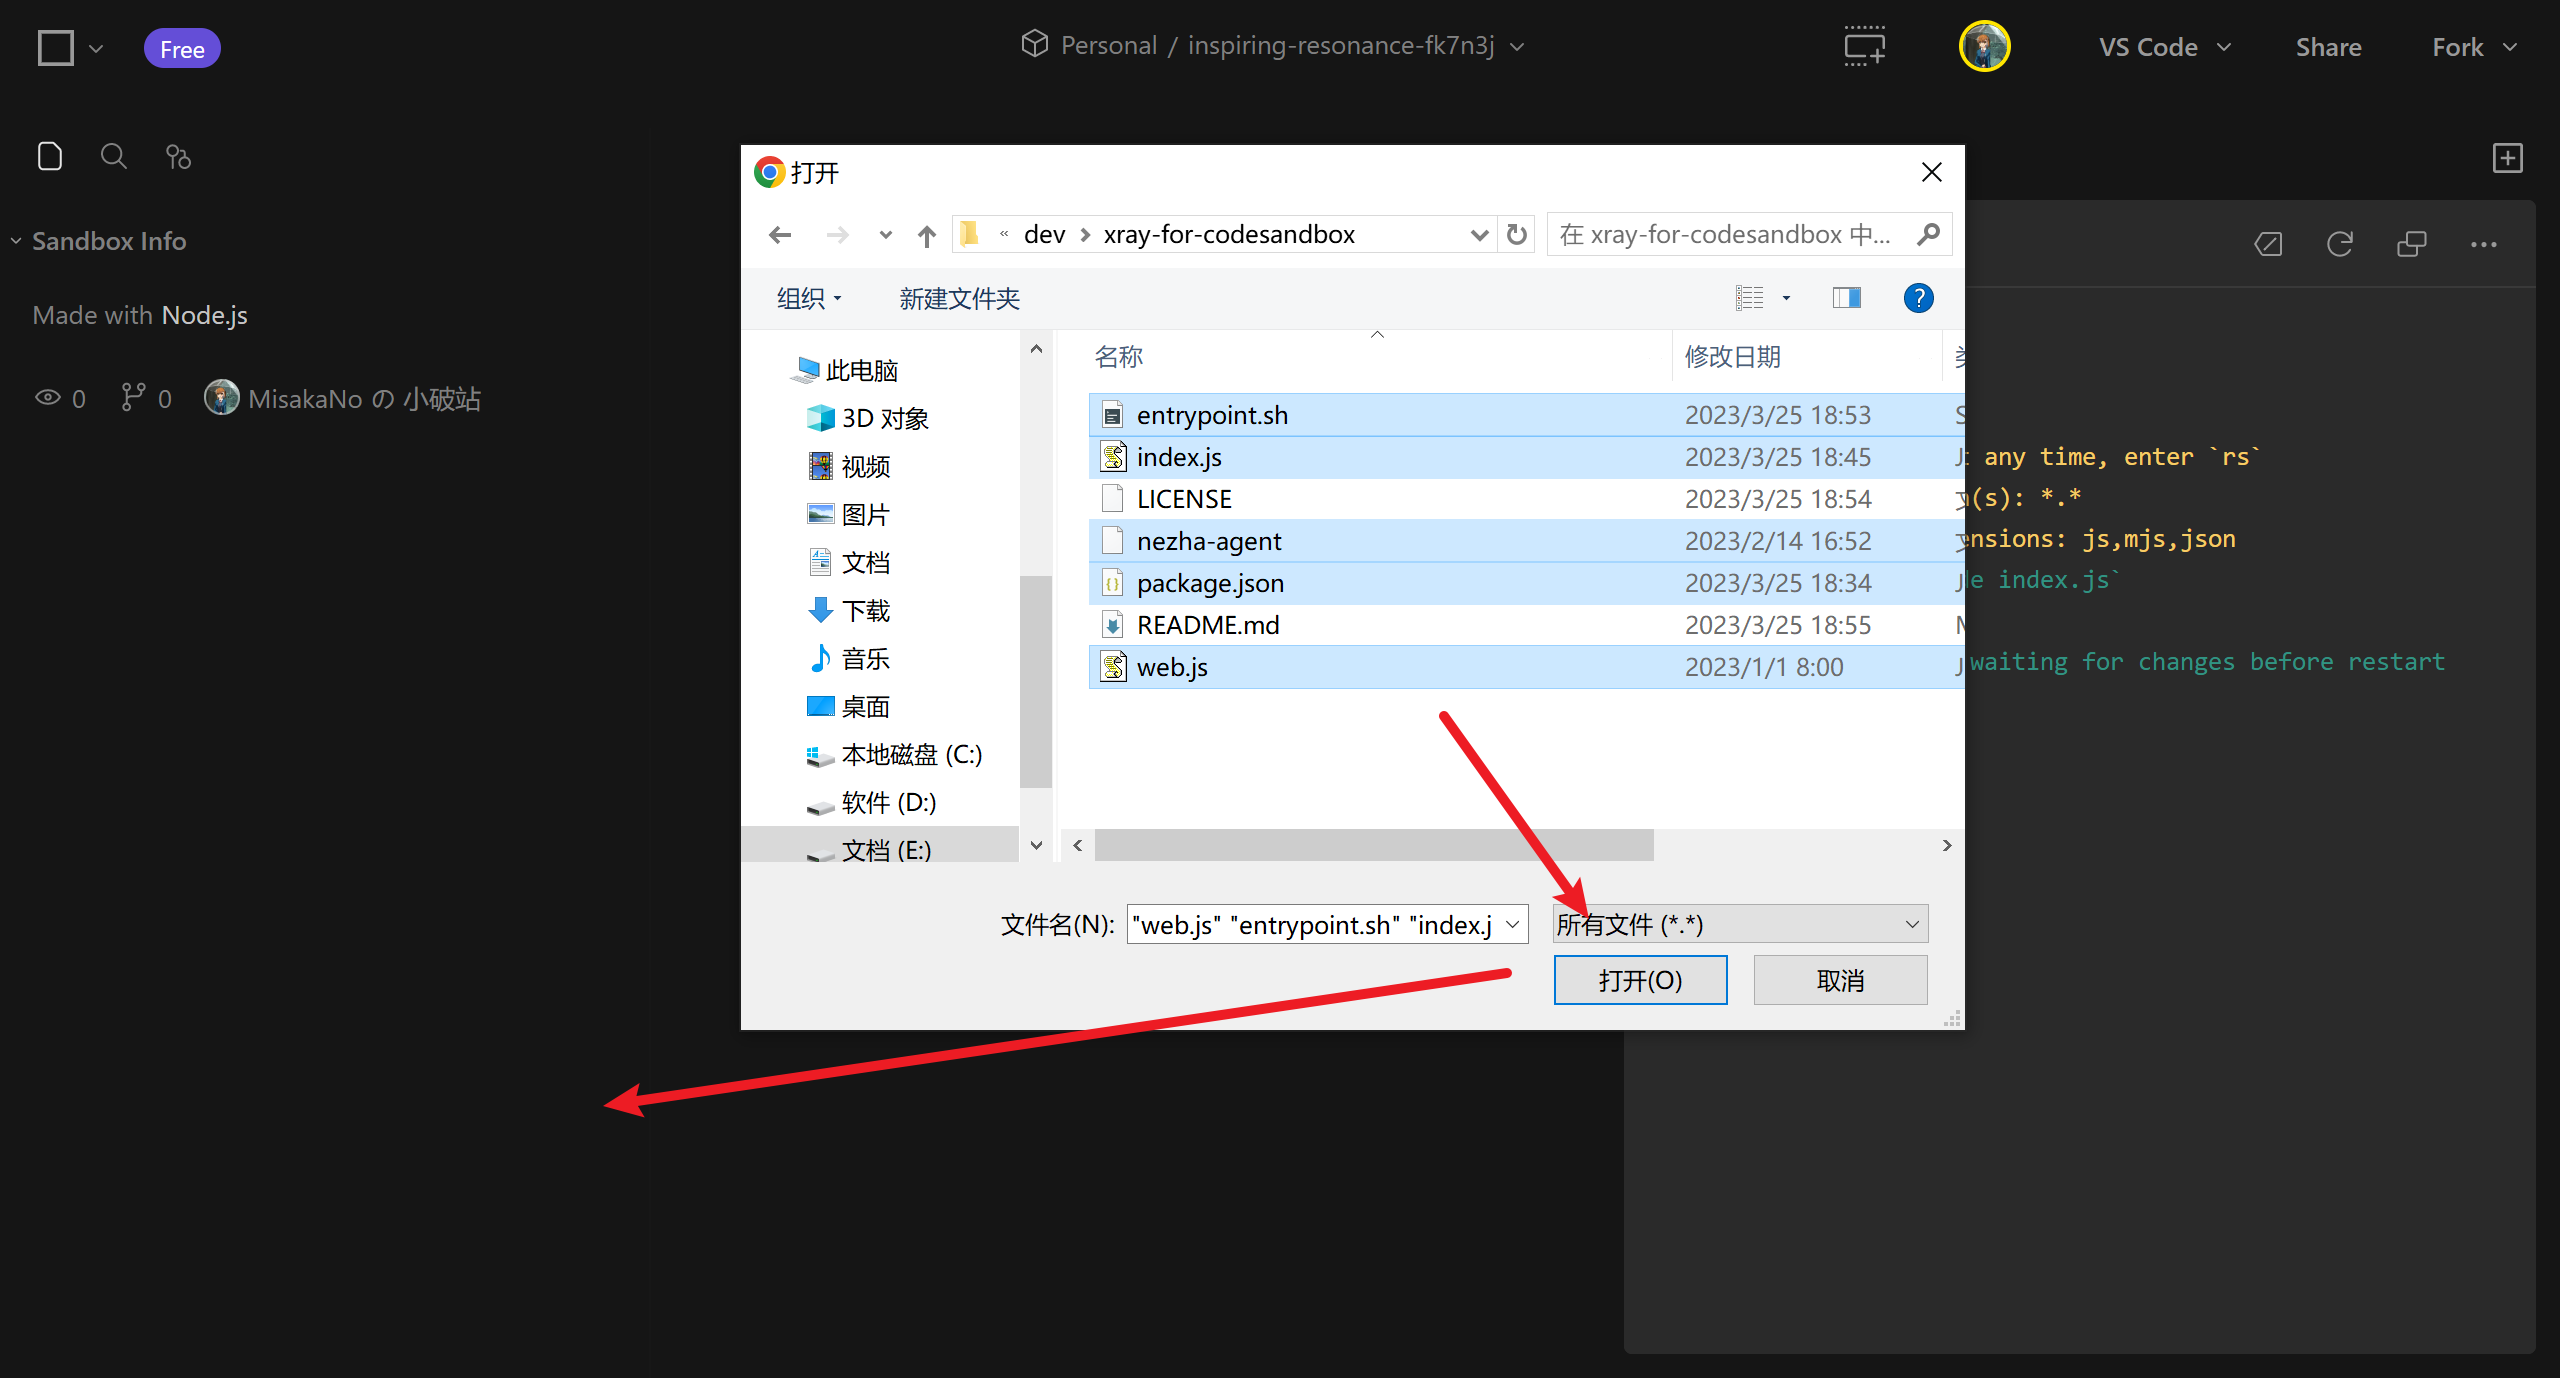 Free
Personal / inspiring-resonance-fk7n3j
VS Code
Share
Fork
Sandbox Info
Made with Node.js
0
0
MisakaNo の 小破站
打开
« dev > xray-for-codesandbox
在 xray-for-codesandbox 中...
组织
新建文件夹
?
此电脑
3D 对象
视频
图片
文档
下载
音乐
桌面
本地磁盘 (C:)
软件 (D:)
文档 (E:)
名称
修改日期
entrypoint.sh
2023/3/25 18:53
index.js
2023/3/25 18:45
LICENSE
2023/3/25 18:54
nezha-agent
2023/2/14 16:52
package.json
2023/3/25 18:34
README.md
2023/3/25 18:55
web.js
2023/1/1 8:00
any time, enter `rs`
(s): *.*
ensions: js,mjs,json
de index.js`
waiting for changes before restart
文件名(N):
"web.js" "entrypoint.sh" "index.j
所有文件 (*.*)
打开(O)
取消